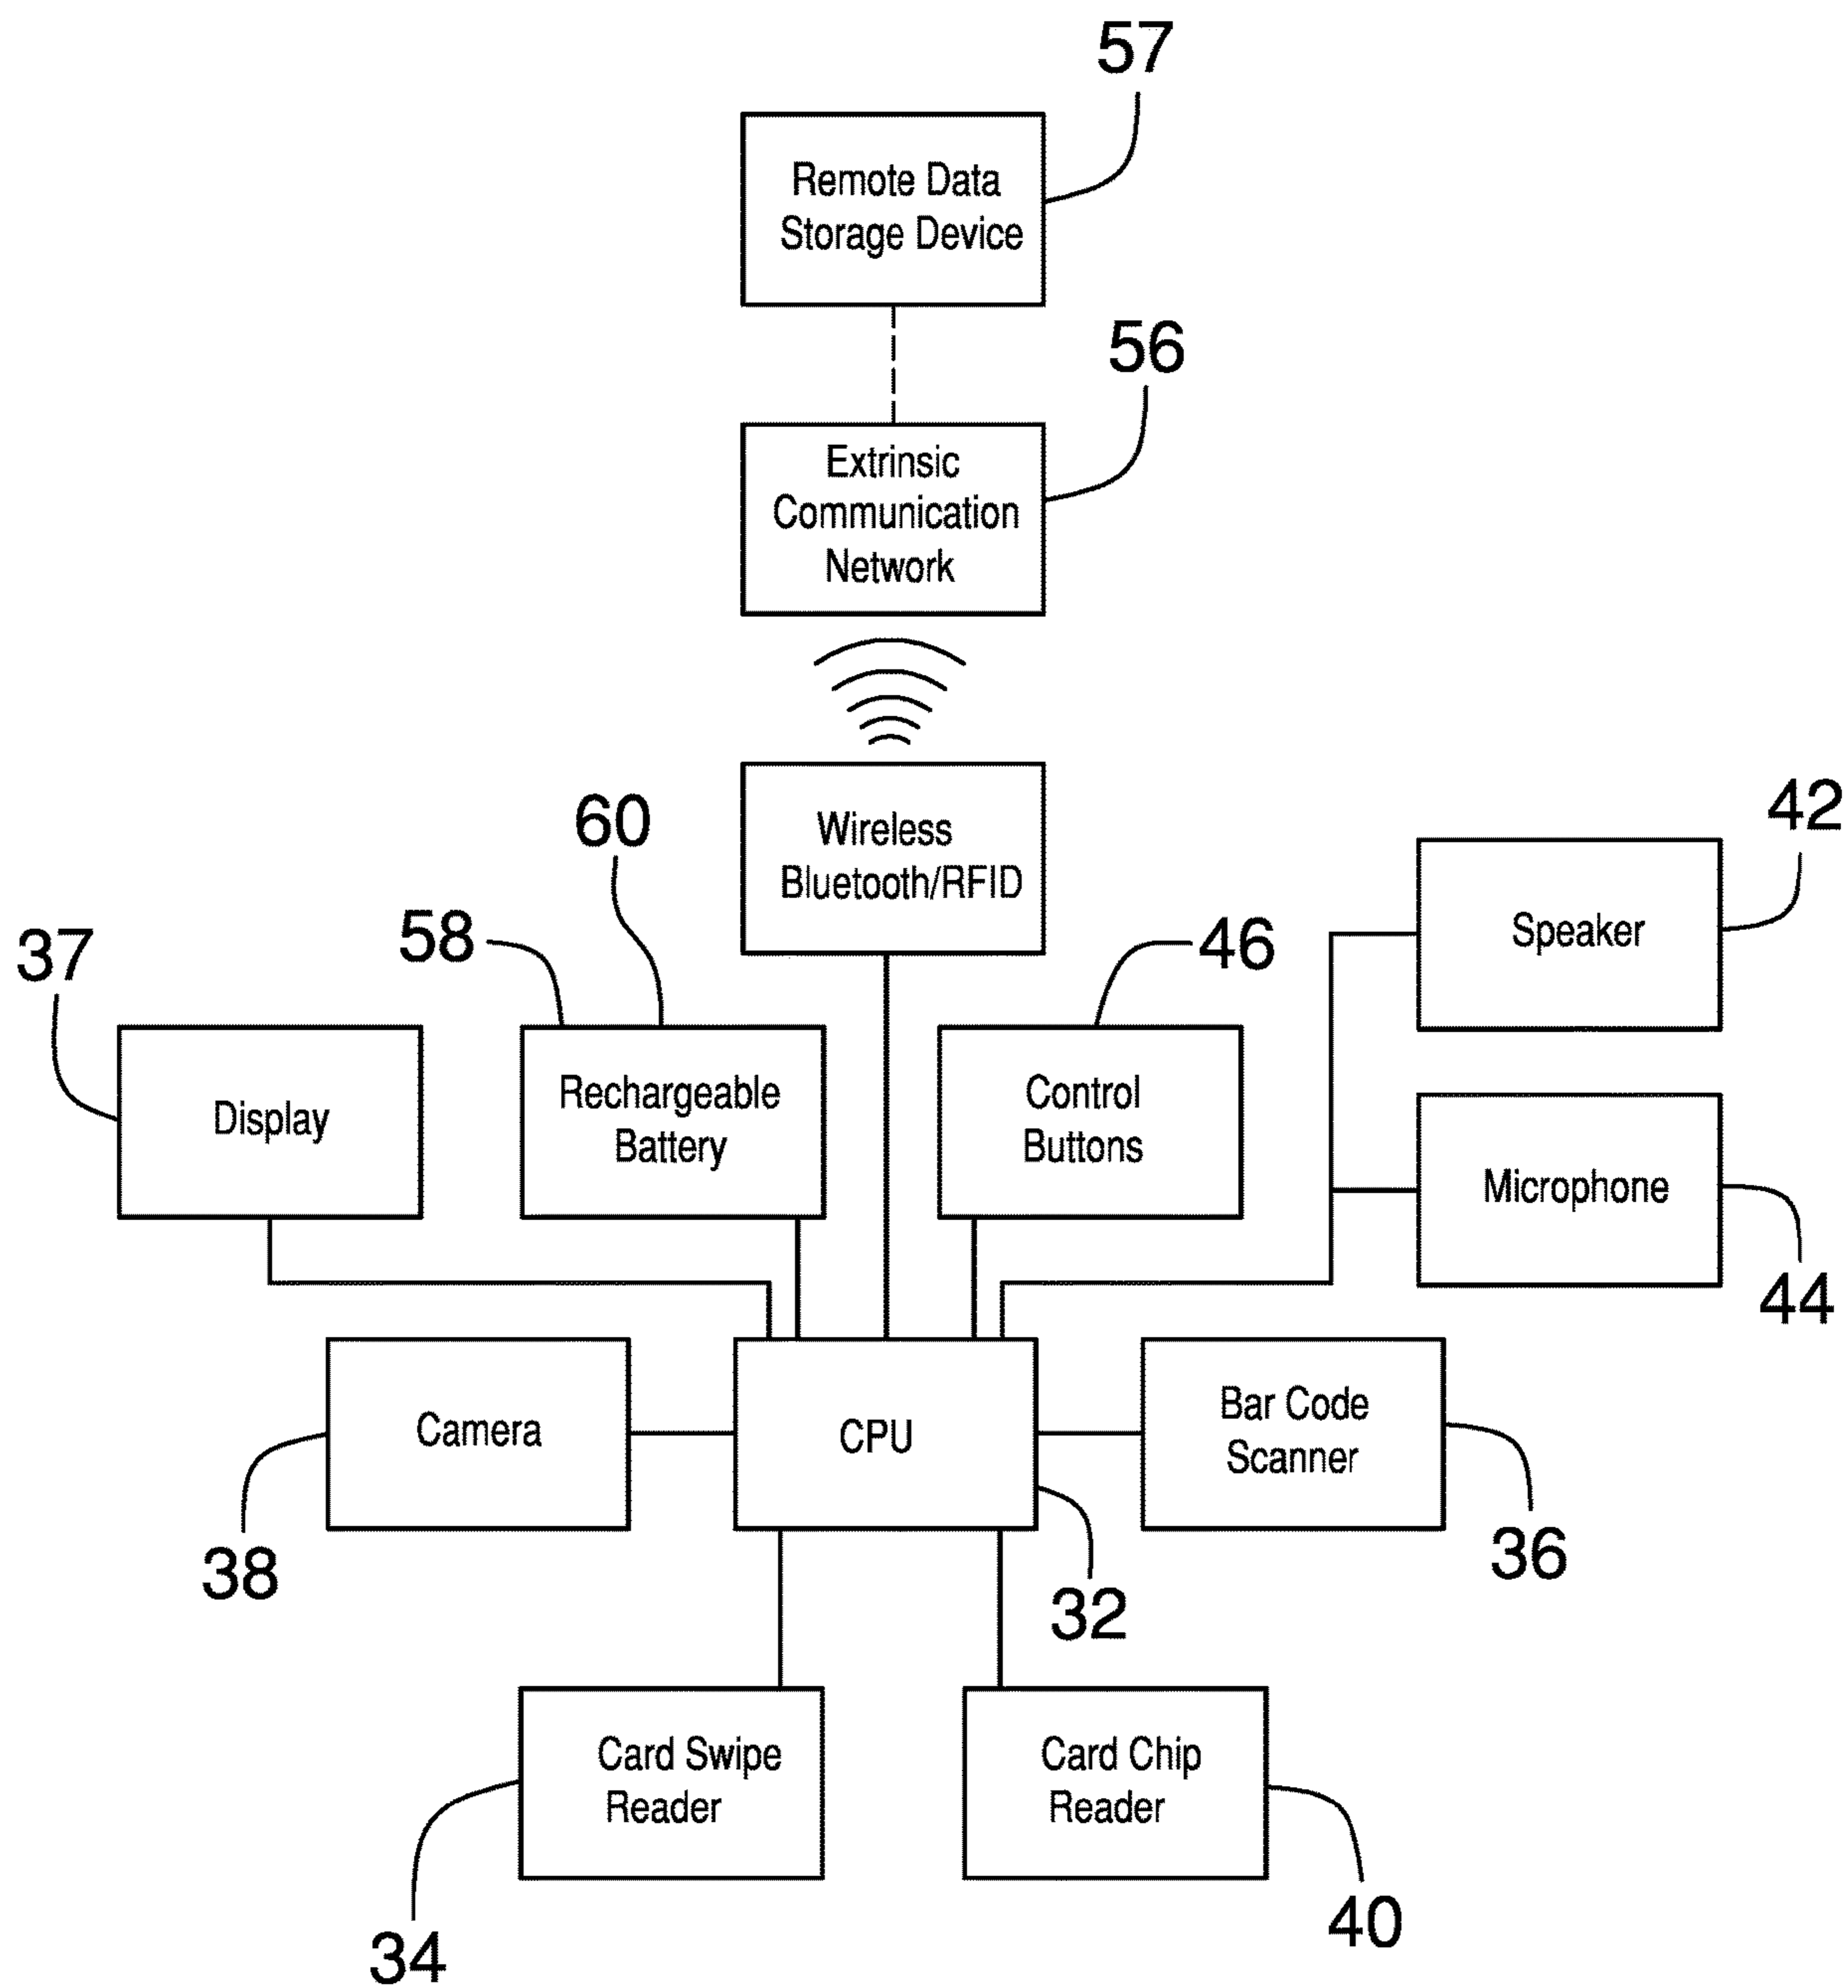 57
Remote Data
Storage Device
56
Extrinsic
Communication
Network
Wireless
Bluetooth/RFID
60
58
46
42
Speaker
37
Display
Rechargeable
Battery
Control
Buttons
Microphone
44
Camera
CPU
Bar Code
Scanner
38
32
36
Card Swipe
Reader
Card Chip
Reader
34
40